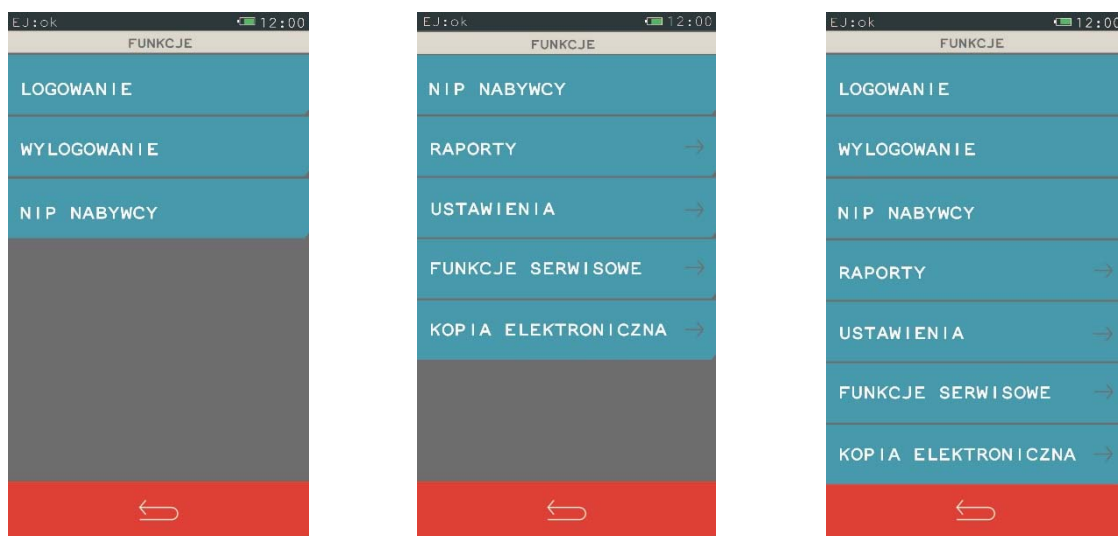 EJ:ok 12:00
FUNKCJE
LOGOWANIE
WYLOGOWANIE
NIP NABYWCY
EJ:ok 12:00
FUNKCJE
NIP NABYWCY
RAPORTY
USTAWIENIA
FUNKCJE SERWISOWE
KOPIA ELEKTRONICZNA
EJ:ok 12:00
FUNKCJE
LOGOWANIE
WYLOGOWANIE
NIP NABYWCY
RAPORTY
USTAWIENIA
FUNKCJE SERWISOWE
KOPIA ELEKTRONICZNA